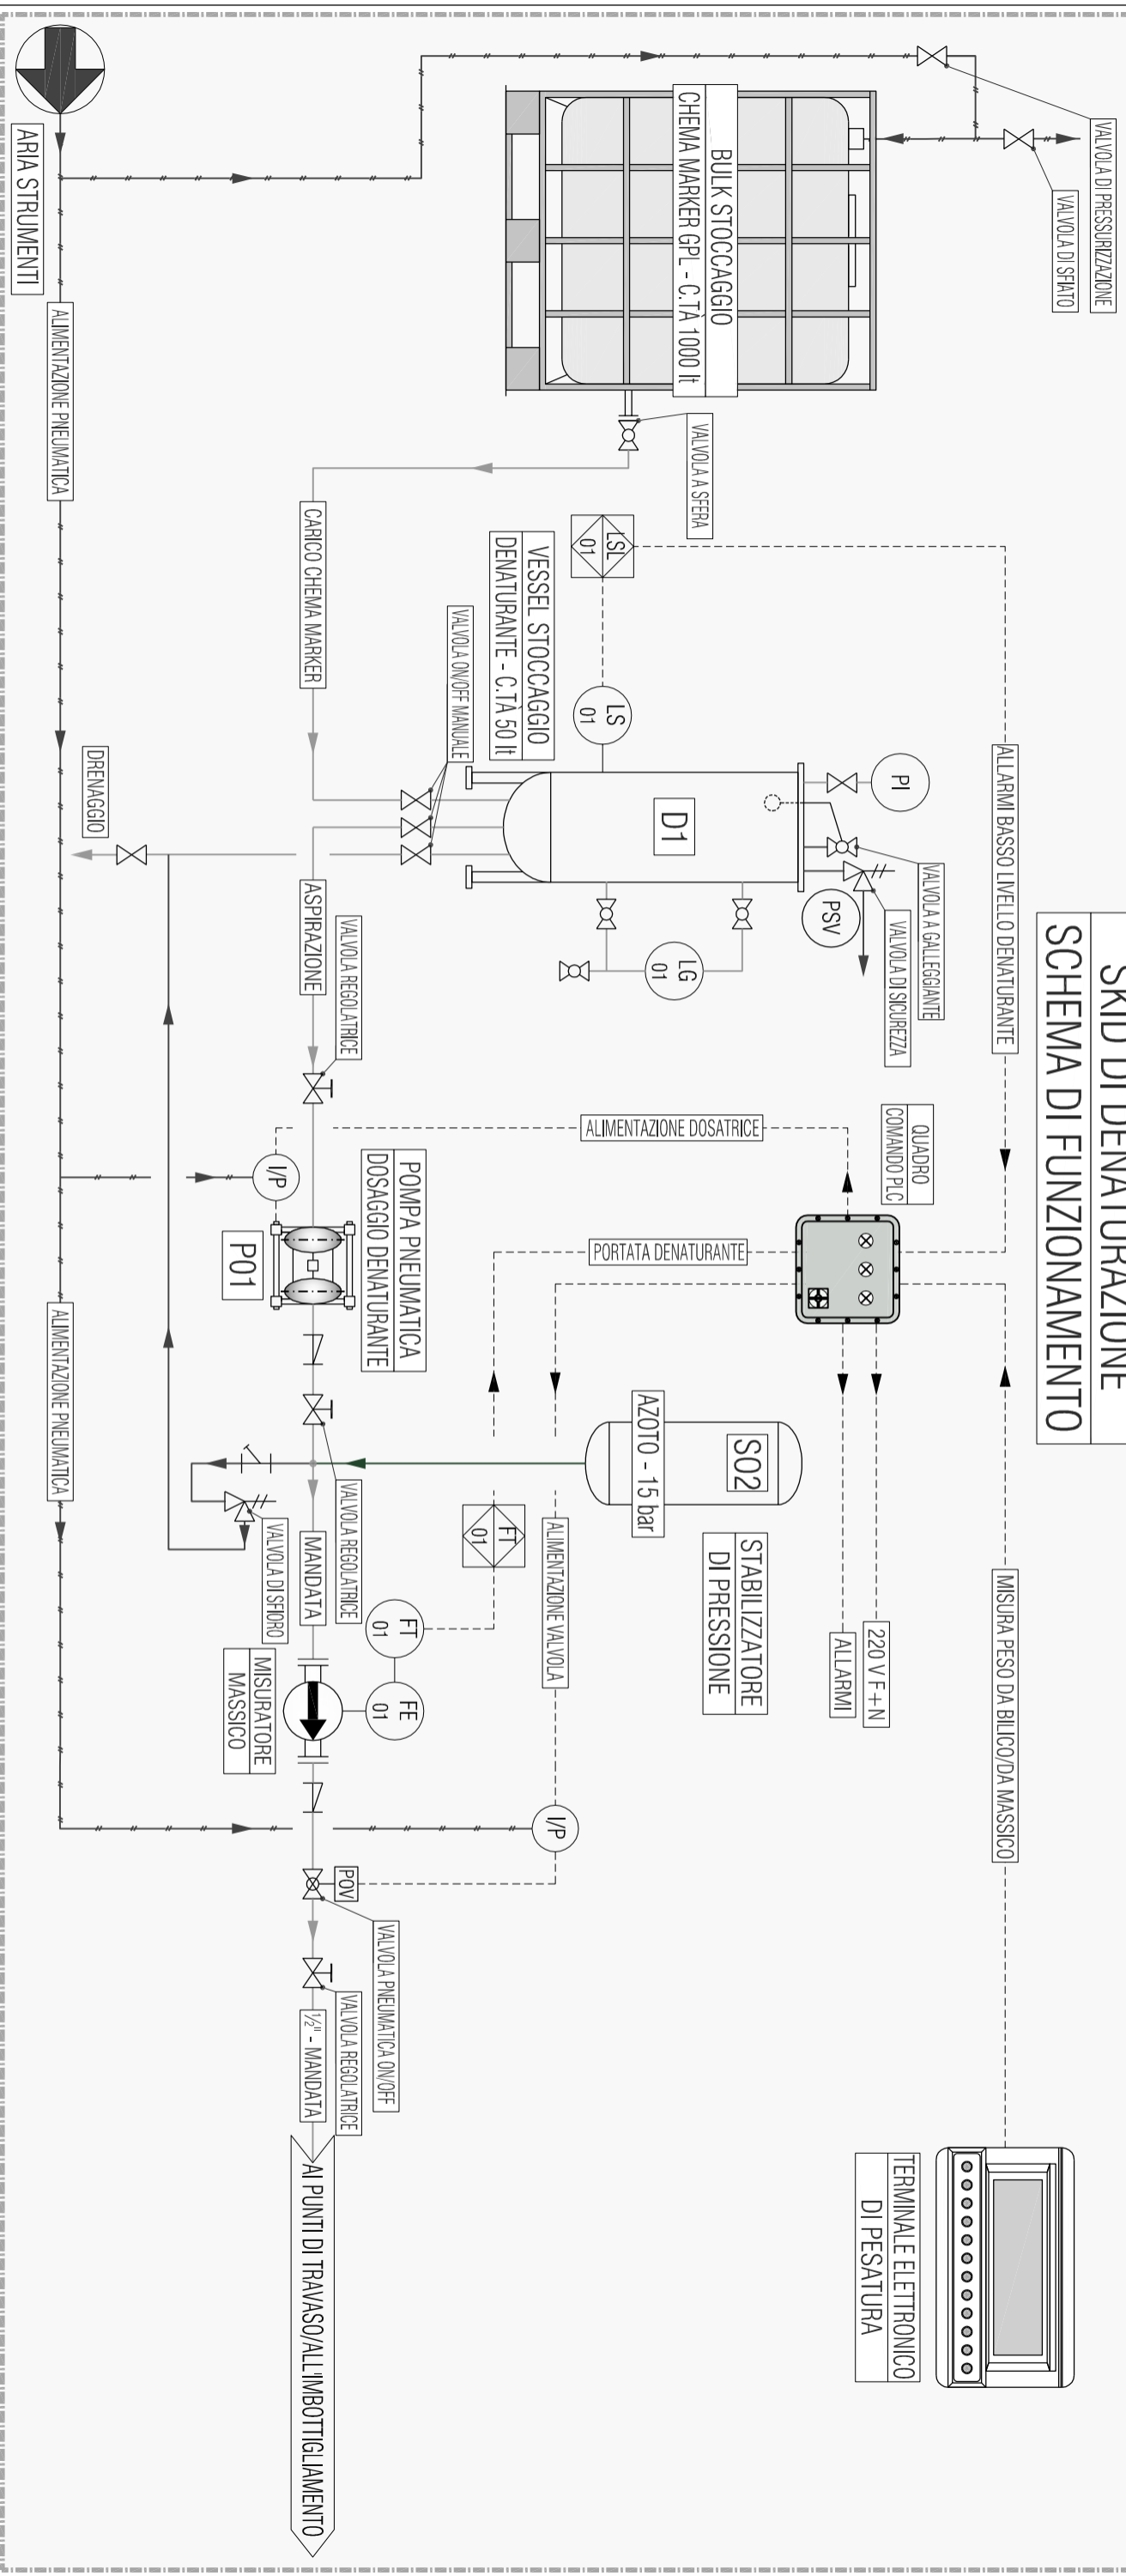 SKID DI DENATURAZIONE
SCHEMA DI FUNZIONAMENTO
VALVOLA DI PRESSURIZZAZIONE
VALVOLA DI SFIATO
BULK STOCCAGGIO
CHEMA MARKER GPL - C.TÀ 1000 lt
ARIA STRUMENTI
ALIMENTAZIONE PNEUMATICA
VALVOLA A SFERA
CARICO CHEMA MARKER
LSL
01
LS
01
VESSEL STOCCAGGIO
DENATURANTE - C.TÀ 50 lt
VALVOLA ON/OFF MANUALE
DRENAGGIO
PI
D1
VALVOLA A GALLEGGIANTE
VALVOLA DI SICUREZZA
PSV
LG
01
ALLARMI BASSO LIVELLO DENATURANTE
ASPIRAZIONE
VALVOLA REGOLATRICE
ALIMENTAZIONE DOSATRICE
QUADRO
COMANDO PLC
I/P
POMPA PNEUMATICA
DOSAGGIO DENATURANTE
P01
PORTATA DENATURANTE
ALIMENTAZIONE PNEUMATICA
S02
AZOTO - 15 bar
STABILIZZATORE
DI PRESSIONE
VALVOLA REGOLATRICE
MANDATA
VALVOLA DI SFIORO
FT
01
ALIMENTAZIONE VALVOLA
FT
01
FE
01
MISURATORE
MASSICO
220 V F+N
ALLARMI
MISURA PESO DA BILICO/DA MASSICO
I/P
POV
VALVOLA PNEUMATICA ON/OFF
VALVOLA REGOLATRICE
½" - MANDATA
AI PUNTI DI TRAVASO/ALL'IMBOTTIGLIAMENTO
TERMINALE ELETTRONICO
DI PESATURA